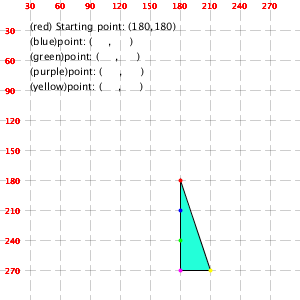 30 60 90 120 150 180 210 240 270
30
(red) Starting point: (180,180)
(blue)point: (    ,    )
60
(green)point: (    ,    )
(purple)point: (    ,    )
90
(yellow)point: (    ,    )
120
150
180
210
240
270